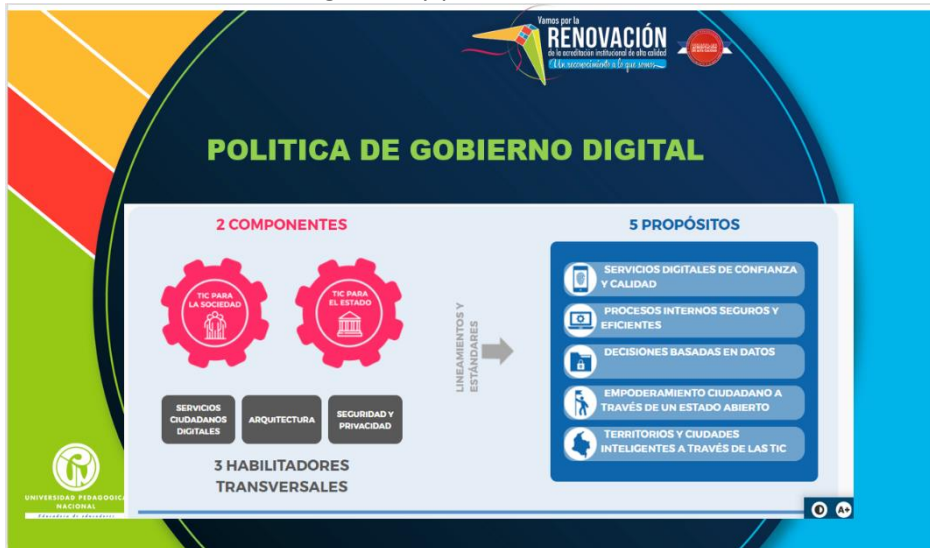 Vamos por la
RENOVACIÓN
de la acreditación institucional de alta calidad
Un reconocimiento a lo que somos
POLITICA DE GOBIERNO DIGITAL
2 COMPONENTES
TIC PARA
LA SOCIEDAD
TIC PARA
EL ESTADO
SERVICIOS
CIUDADANOS
DIGITALES
ARQUITECTURA
SEGURIDAD Y
PRIVACIDAD
3 HABILITADORES
TRANSVERSALES
LINEAMIENTOS Y
ESTÁNDARES
5 PROPÓSITOS
SERVICIOS DIGITALES DE CONFIANZA
Y CALIDAD
PROCESOS INTERNOS SEGUROS Y
EFICIENTES
DECISIONES BASADAS EN DATOS
EMPODERAMIENTO CIUDADANO A
TRAVÉS DE UN ESTADO ABIERTO
TERRITORIOS Y CIUDADES
INTELIGENTES A TRAVÉS DE LAS TIC
UNIVERSIDAD PEDAGOGICA
NACIONAL
Educadora de educadores
A+